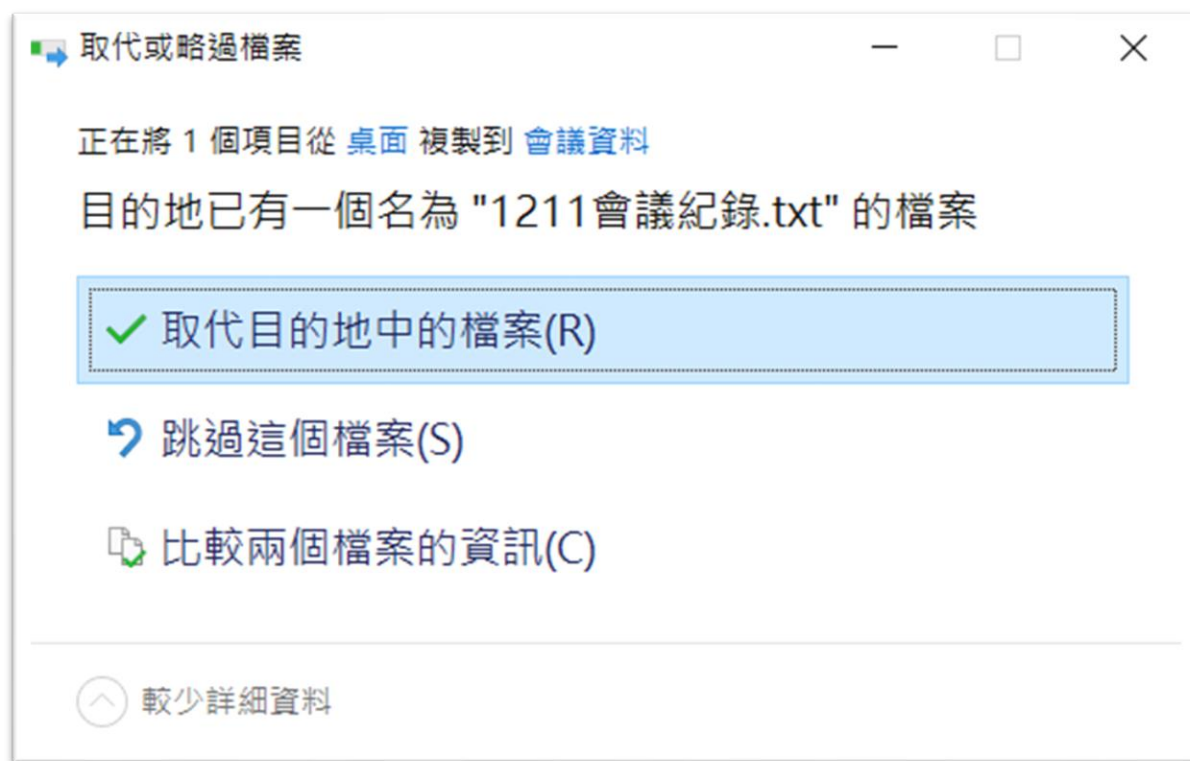 取代或略過檔案
正在將 1 個項目從 桌面 複製到 會議資料
目的地已有一個名為 "1211會議紀錄.txt" 的檔案
取代目的地中的檔案(R)
跳過這個檔案(S)
比較兩個檔案的資訊(C)
較少詳細資料